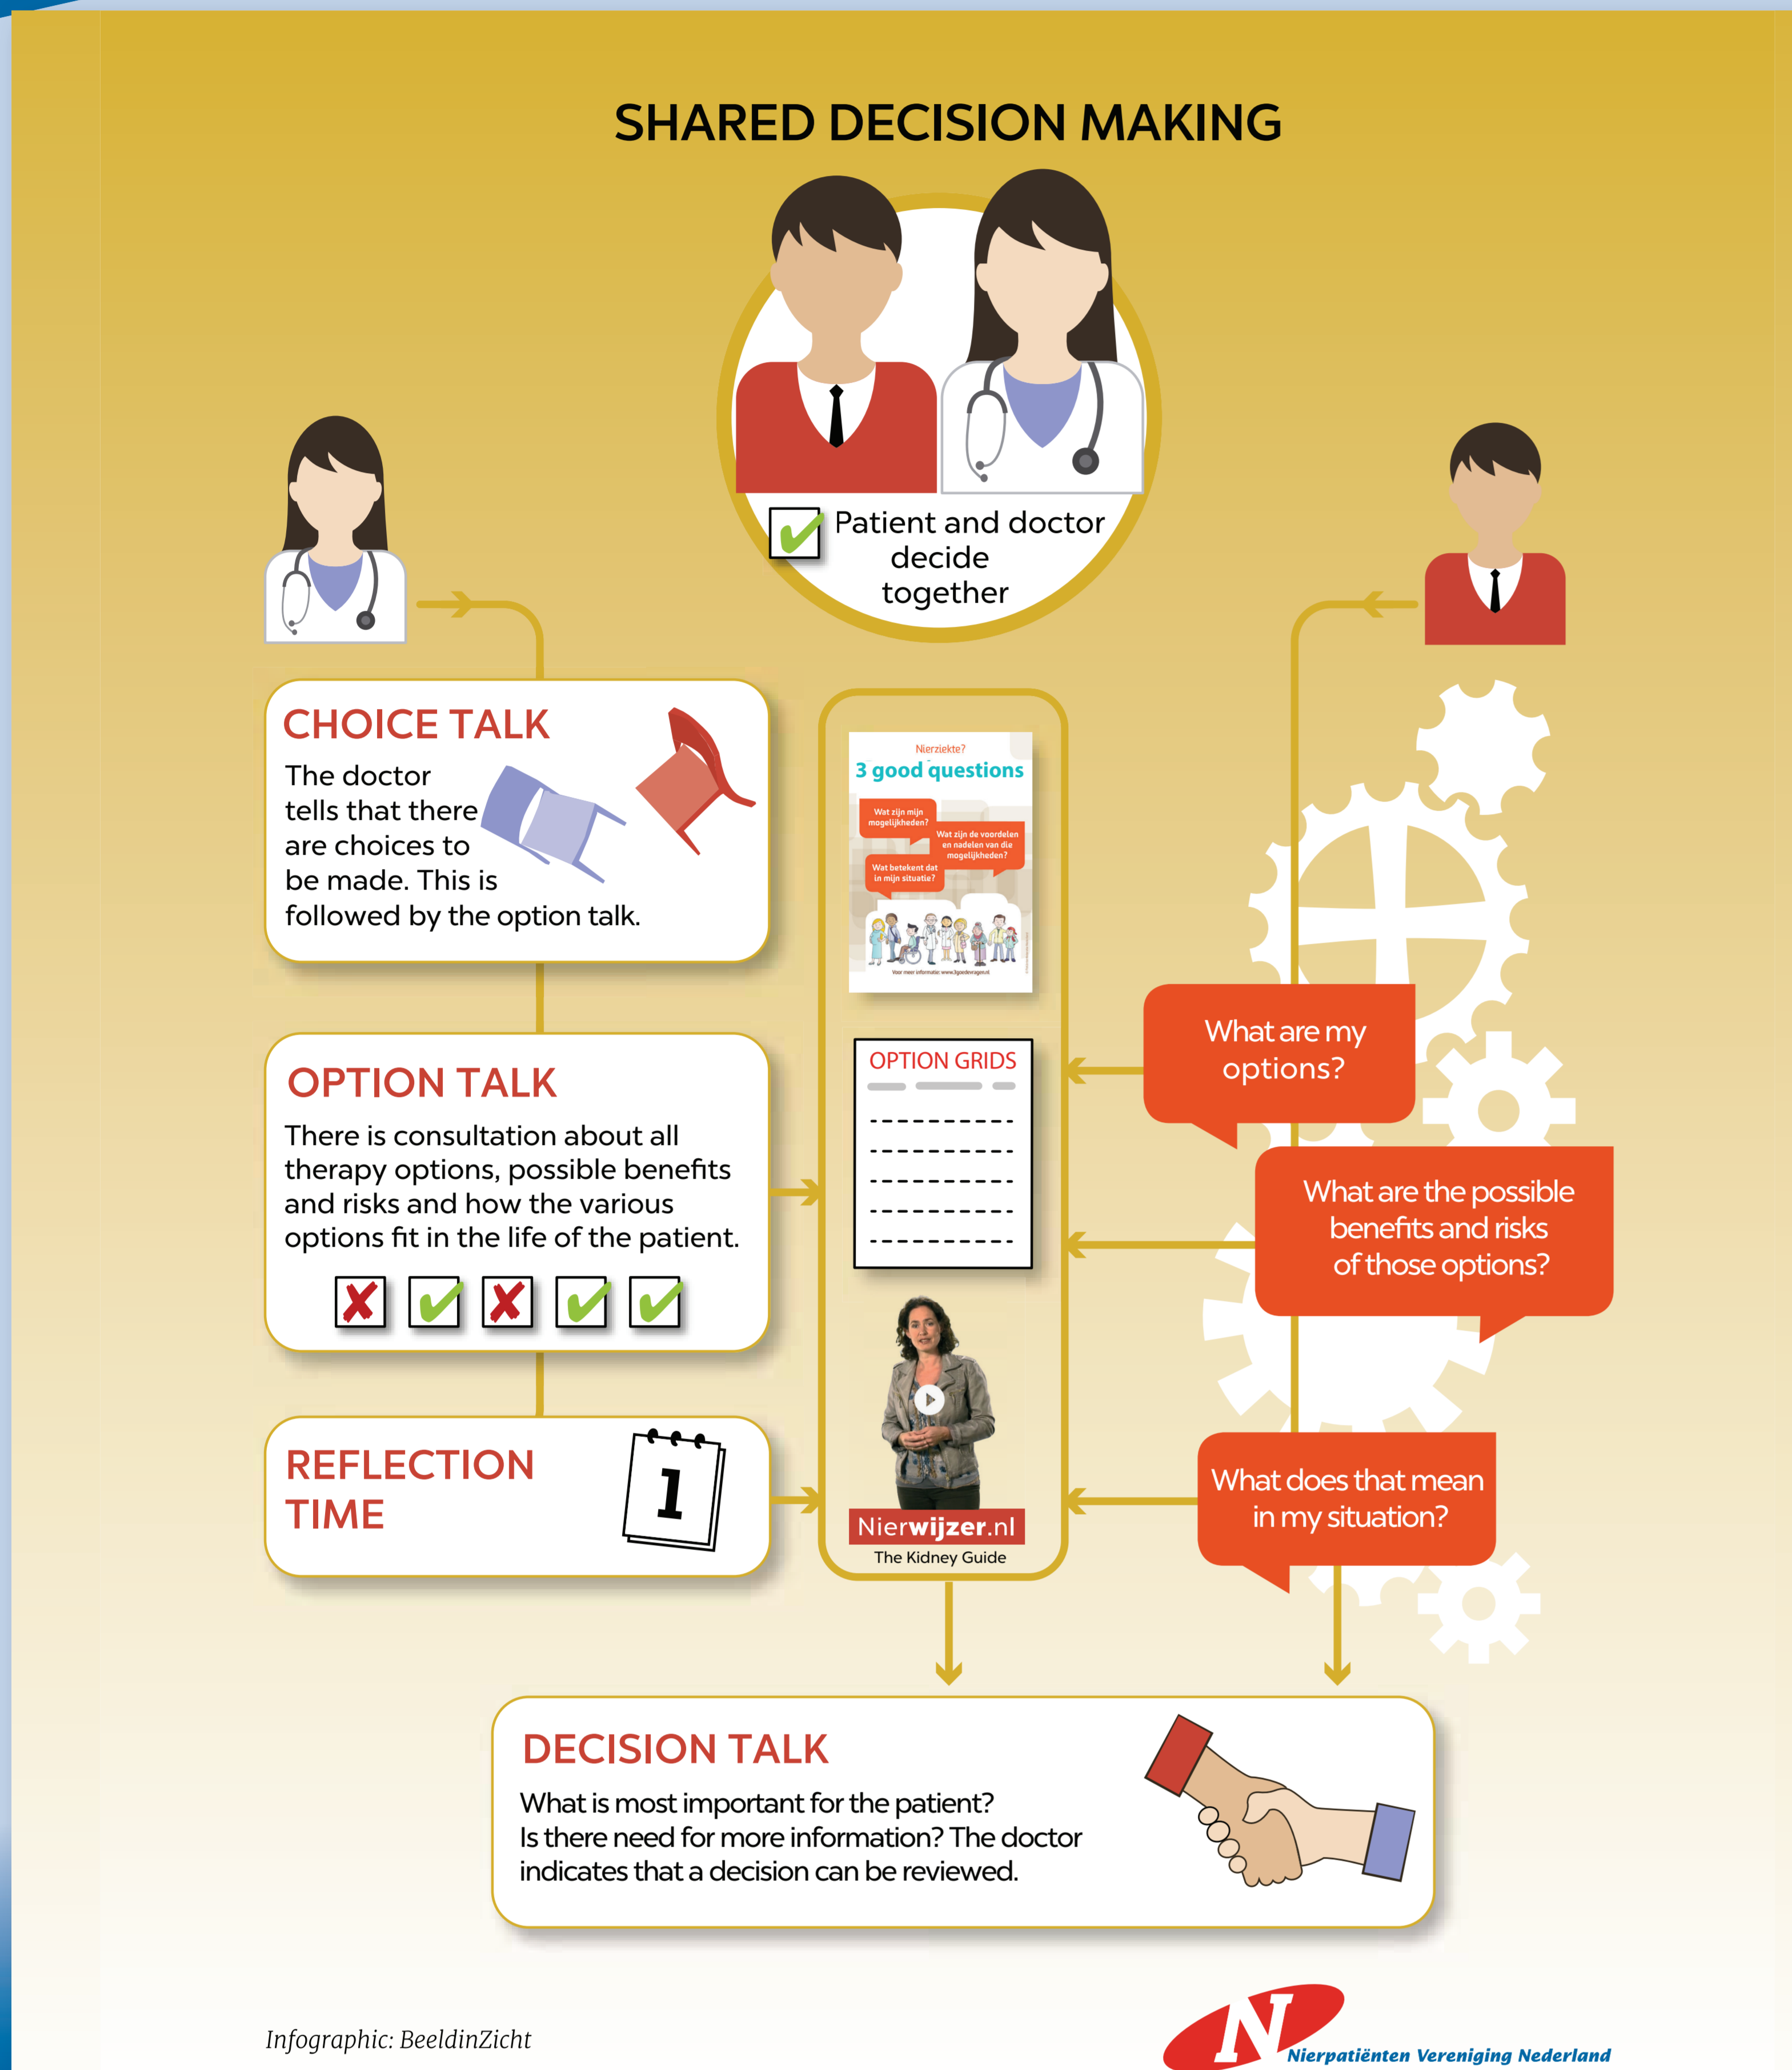 SHARED DECISION MAKING
Patient and doctor
decide
together
CHOICE TALK
The doctor
tells that there
are choices to
be made. This is
followed by the option talk.
OPTION TALK
There is consultation about all
therapy options, possible benefits
and risks and how the various
options fit in the life of the patient.
REFLECTION
TIME
1
Nierziekte?
3 good questions
Wat zijn mijn
mogelijkheden?
Wat zijn de voordelen
en nadelen van die
mogelijkheden?
Wat betekent dat
in mijn situatie?
Voor meer informatie: www.3goedevragen.nl
OPTION GRIDS
Nierwijzer.nl
The Kidney Guide
What are my
options?
What are the possible
benefits and risks
of those options?
What does that mean
in my situation?
DECISION TALK
What is most important for the patient?
Is there need for more information? The doctor
indicates that a decision can be reviewed.
Infographic: BeeldinZicht
N
Nierpatiënten Vereniging Nederland